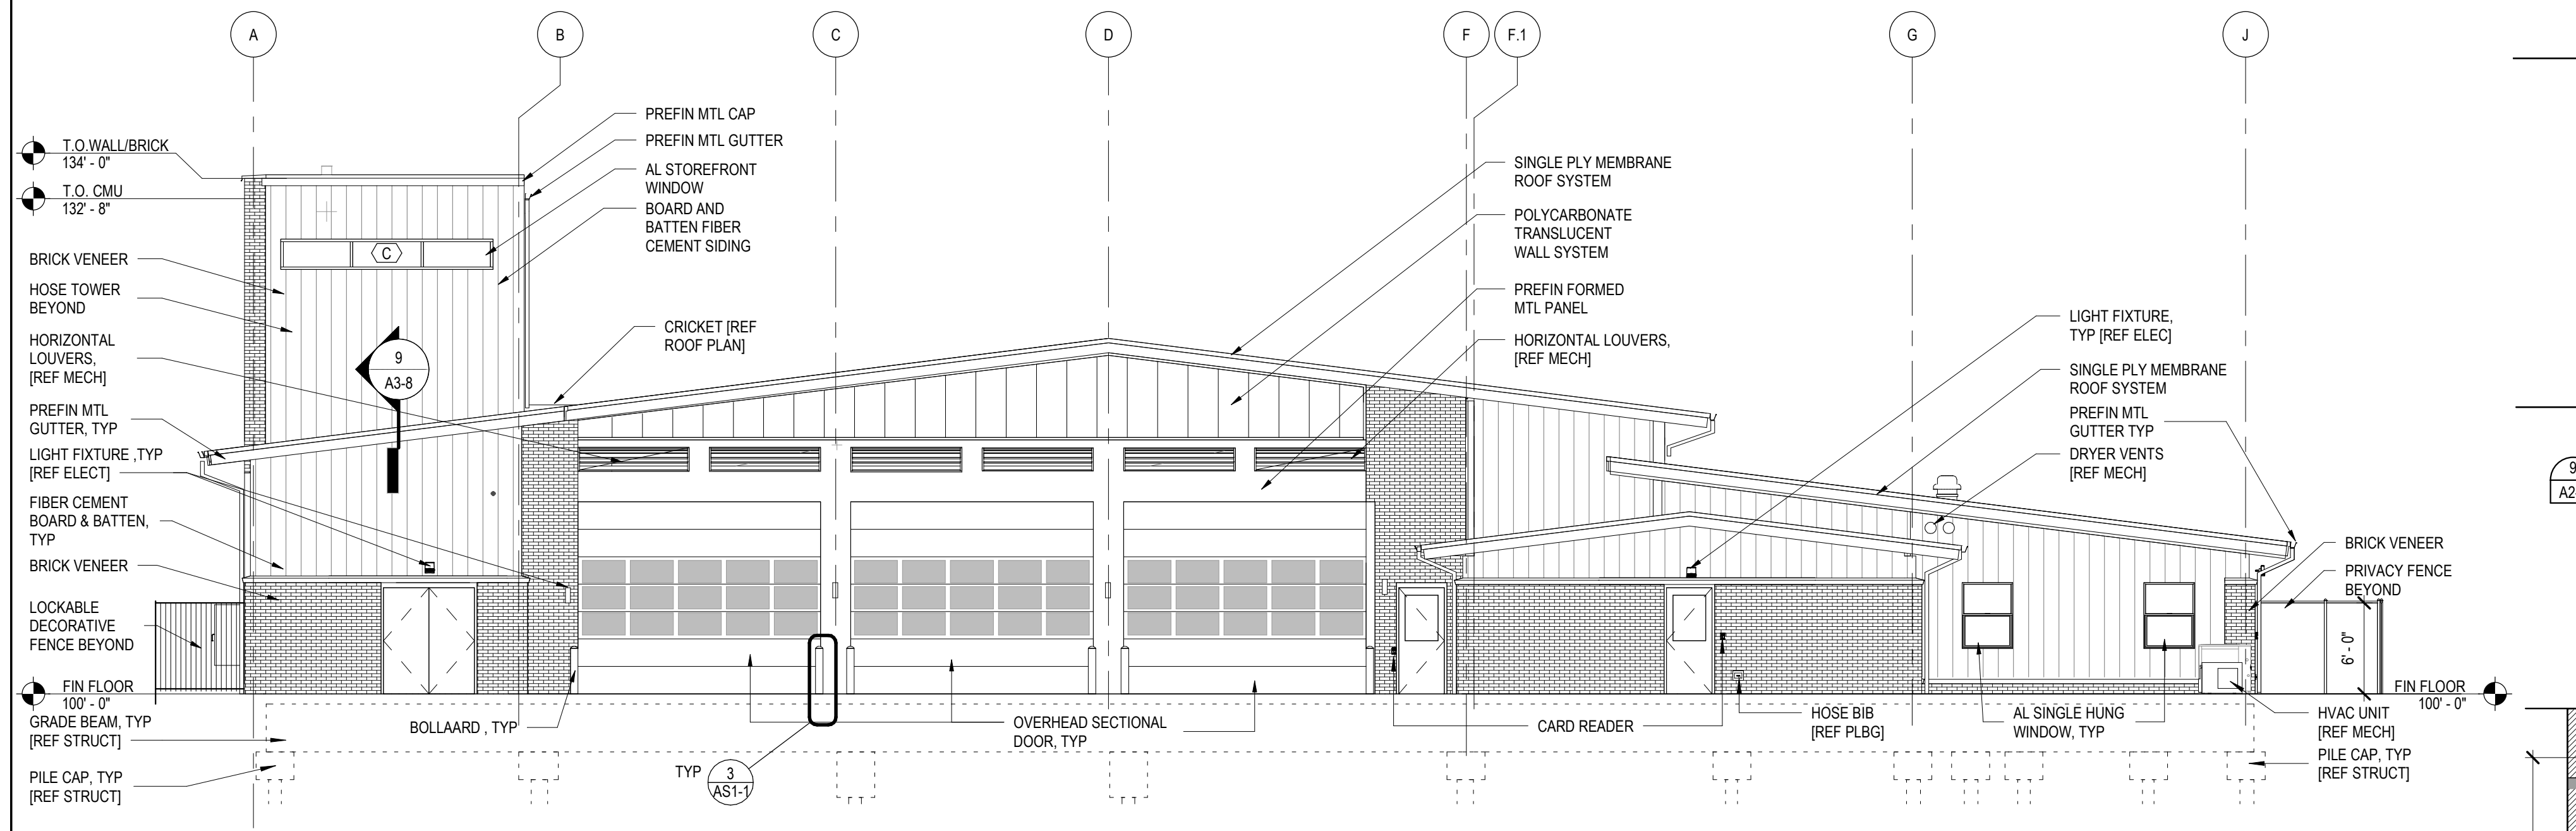 A
B
C
D
F
F.1
G
J
T.O.WALL/BRICK
134' - 0"
T.O. CMU
132' - 8"
BRICK VENEER
HOSE TOWER
BEYOND
HORIZONTAL
LOUVERS,
[REF MECH]
PREFIN MTL
GUTTER, TYP
LIGHT FIXTURE ,TYP
[REF ELECT]
FIBER CEMENT
BOARD & BATTEN,
TYP
BRICK VENEER
LOCKABLE
DECORATIVE
FENCE BEYOND
FIN FLOOR
100' - 0"
GRADE BEAM, TYP
[REF STRUCT]
PILE CAP, TYP
[REF STRUCT]
C
9
A3-8
PREFIN MTL CAP
PREFIN MTL GUTTER
AL STOREFRONT
WINDOW
BOARD AND
BATTEN FIBER
CEMENT SIDING
CRICKET [REF
ROOF PLAN]
BOLLAARD , TYP
TYP
3
AS1-1
OVERHEAD SECTIONAL
DOOR, TYP
SINGLE PLY MEMBRANE
ROOF SYSTEM
POLYCARBONATE
TRANSLUCENT
WALL SYSTEM
PREFIN FORMED
MTL PANEL
HORIZONTAL LOUVERS,
[REF MECH]
CARD READER
HOSE BIB
[REF PLBG]
AL SINGLE HUNG
WINDOW, TYP
LIGHT FIXTURE,
TYP [REF ELEC]
SINGLE PLY MEMBRANE
ROOF SYSTEM
PREFIN MTL
GUTTER TYP
DRYER VENTS
[REF MECH]
BRICK VENEER
PRIVACY FENCE
BEYOND
6' - 0"
FIN FLOOR
100' - 0"
HVAC UNIT
[REF MECH]
PILE CAP, TYP
[REF STRUCT]
9